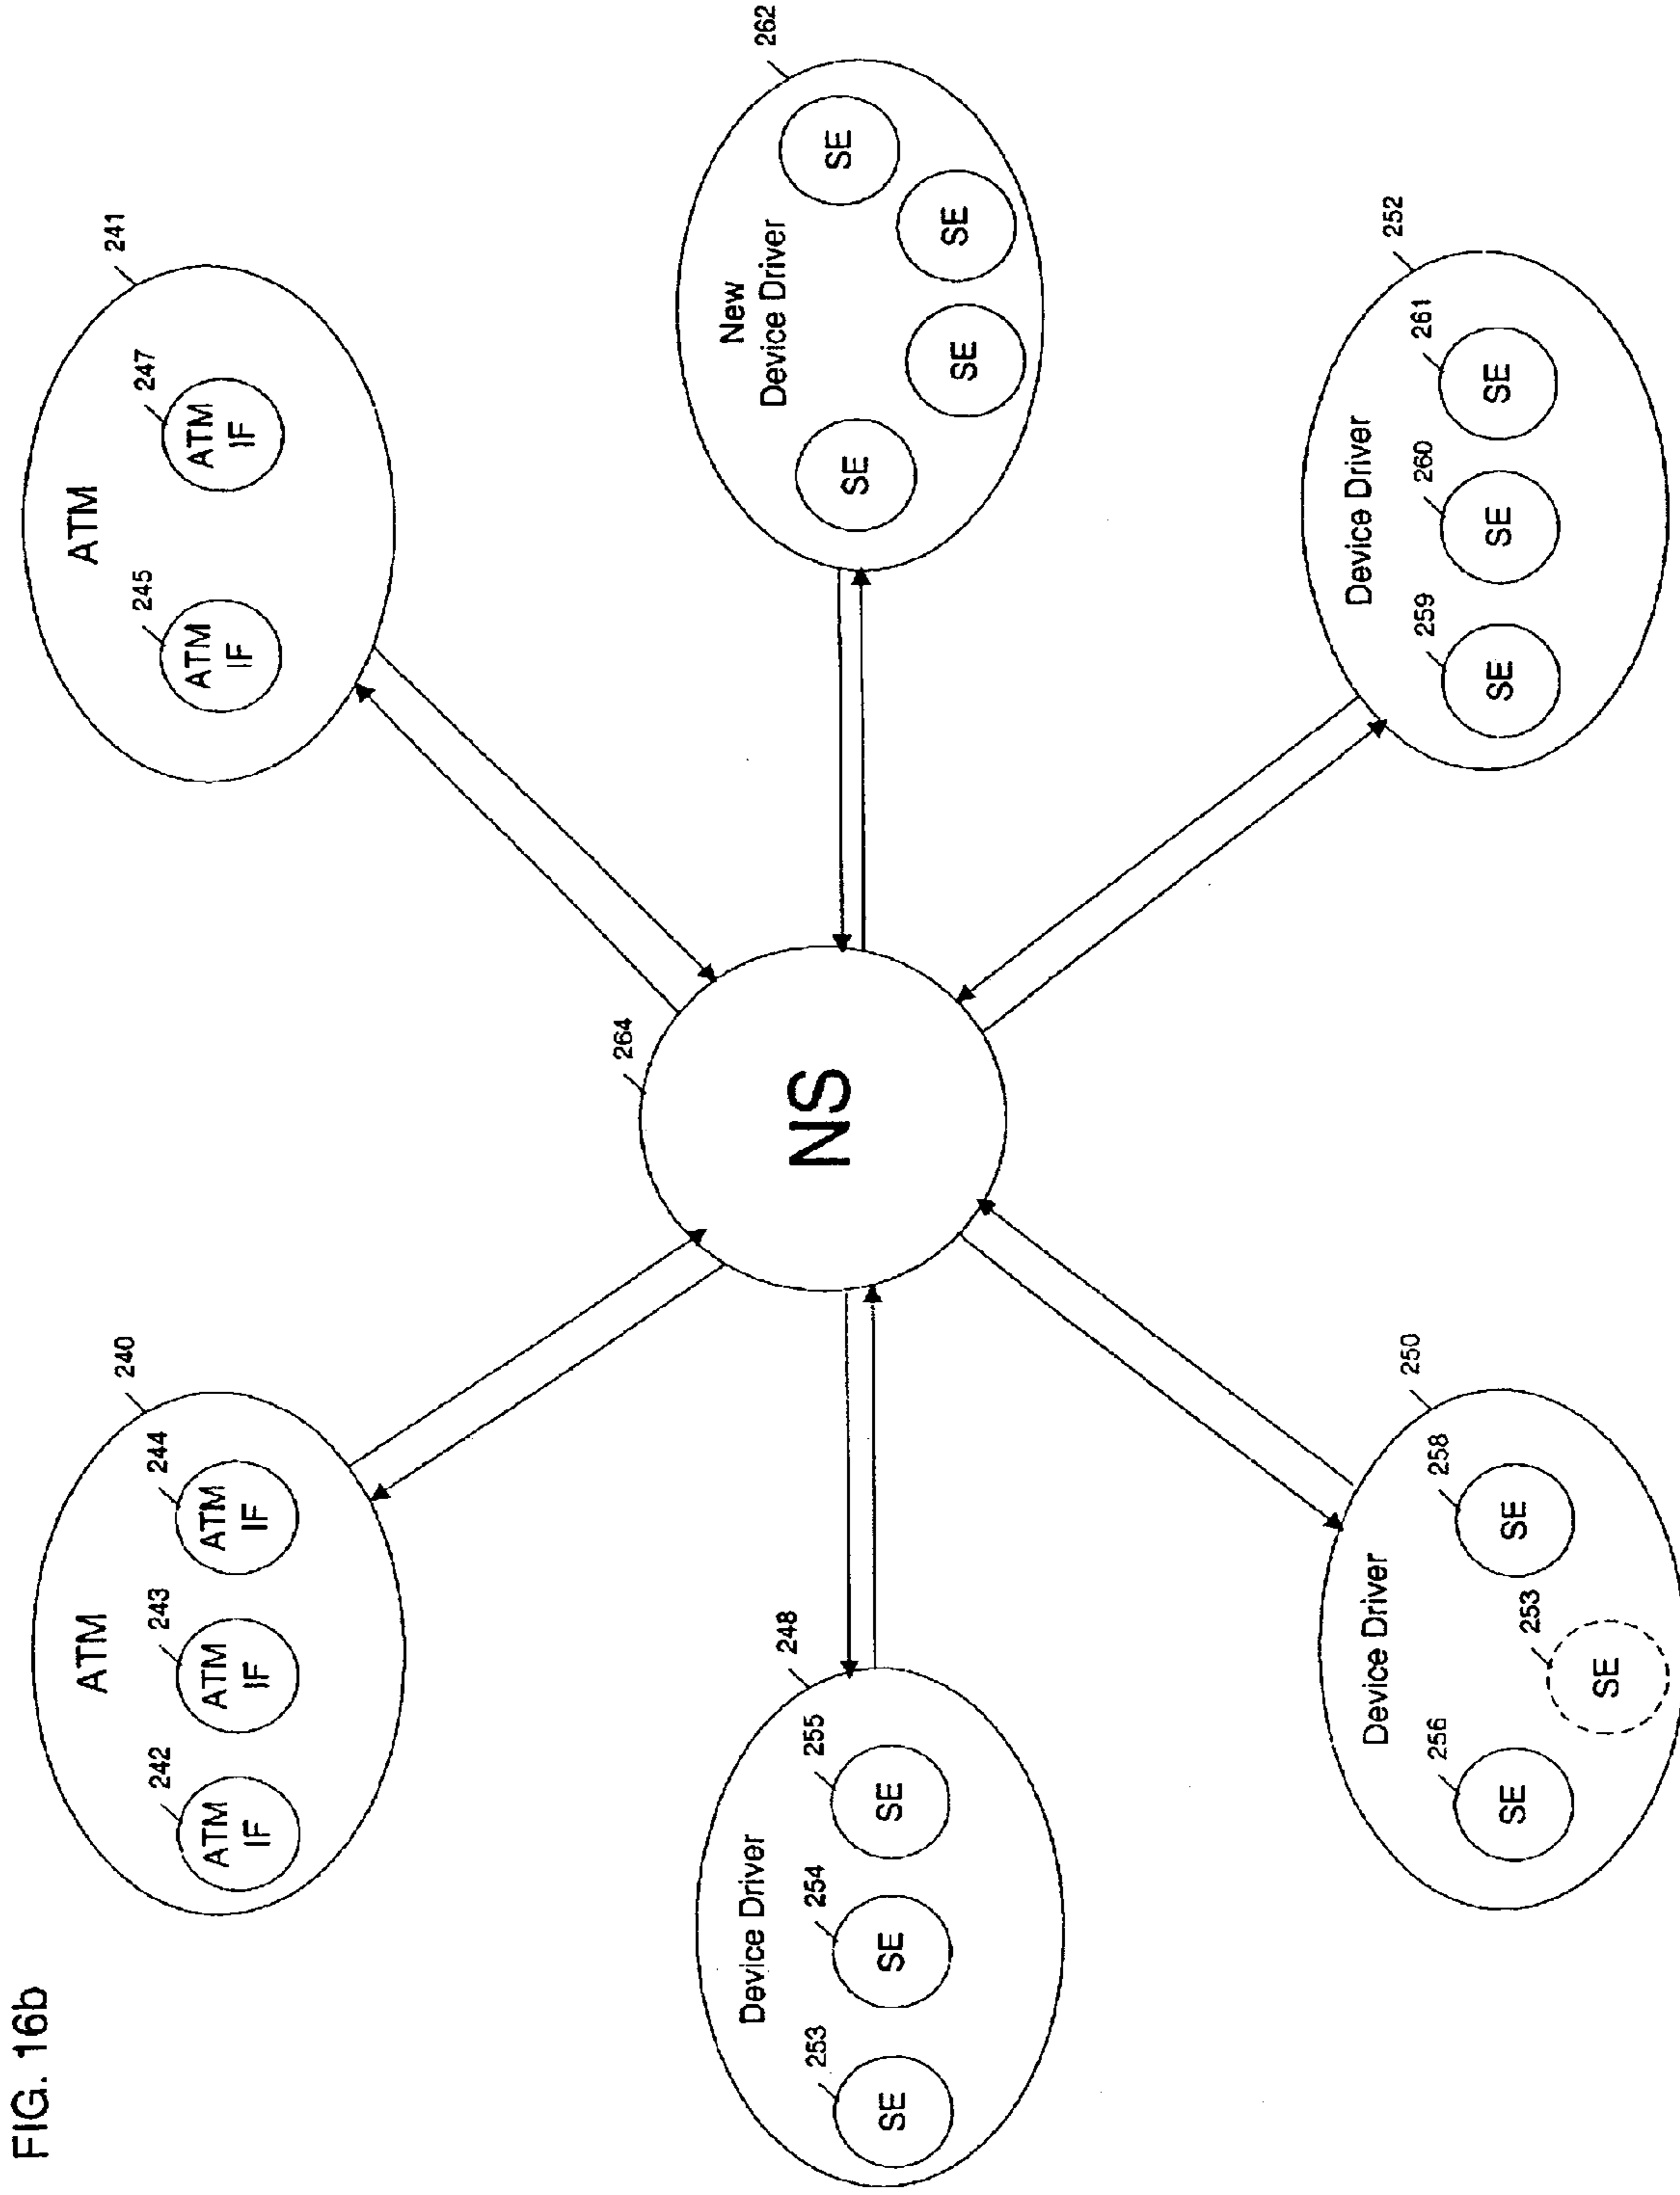 FIG. 16b
240
ATM
242
ATM
IF
243
ATM
IF
244
ATM
IF
241
ATM
245
ATM
IF
247
ATM
IF
248
Device Driver
253
SE
254
SE
255
SE
264
NS
262
New
Device Driver
SE
SE
SE
SE
250
Device Driver
256
SE
253
SE
258
SE
252
Device Driver
259
SE
260
SE
261
SE